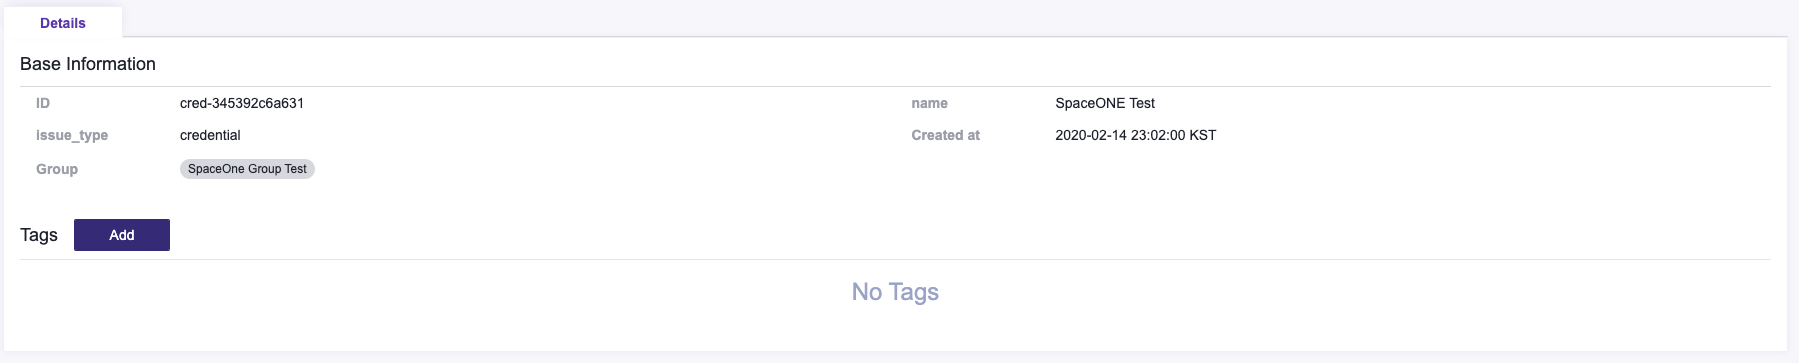 Details
Base Information
ID cred-345392c6a631 name SpaceONE Test
issue_type credential Created at 2020-02-14 23:02:00 KST
Group SpaceOne Group Test
Tags Add
No Tags